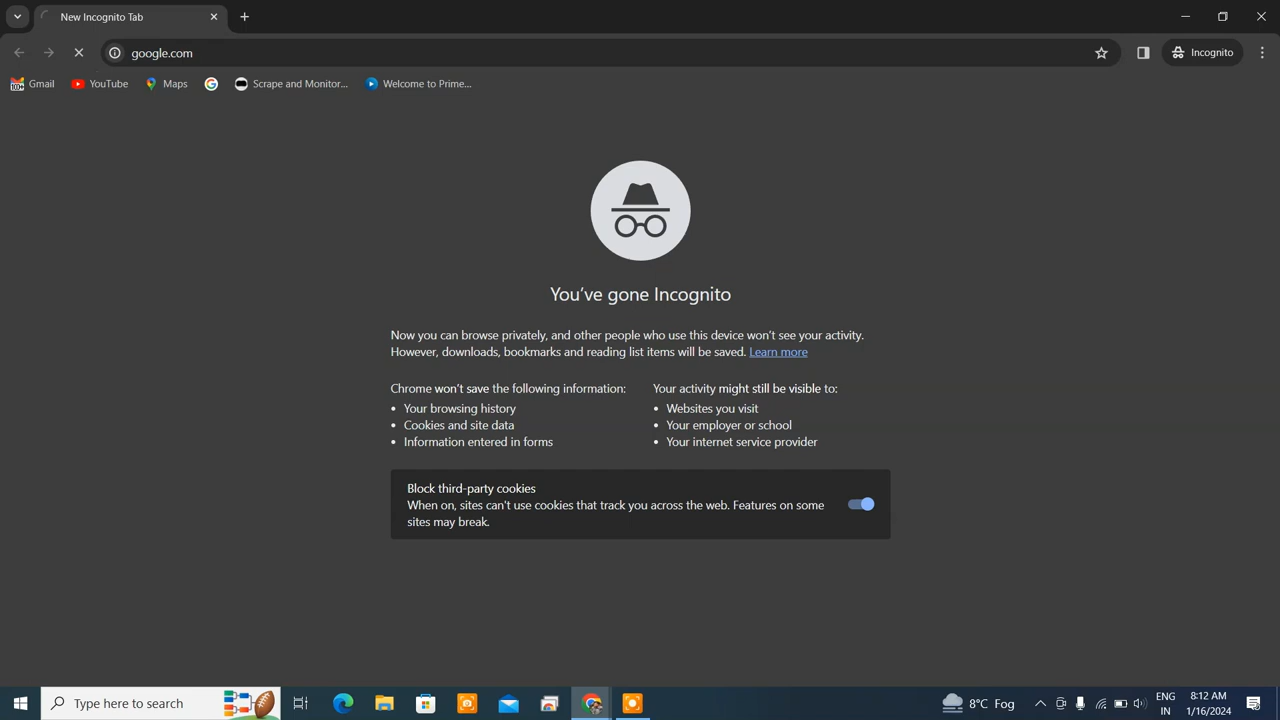 New Incognito Tab
google.com
Incognito
Gmail YouTube Maps Scrape and Monitor... Welcome to Prime...
You've gone Incognito
Now you can browse privately, and other people who use this device won't see your activity.
However, downloads, bookmarks and reading list items will be saved. Learn more
Chrome won't save the following information:
• Your browsing history
• Cookies and site data
• Information entered in forms
Your activity might still be visible to:
• Websites you visit
• Your employer or school
• Your internet service provider
Block third-party cookies
When on, sites can't use cookies that track you across the web. Features on some
sites may break.
Type here to search
8°C Fog
ENG
IN
8:12 AM
1/16/2024